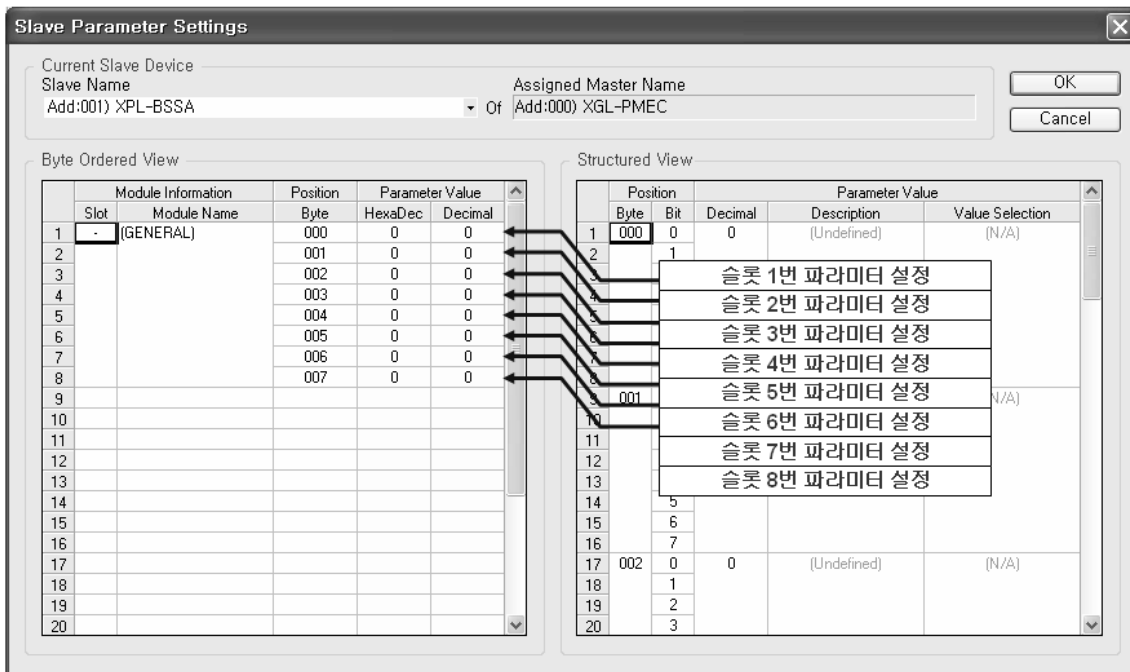 Slave Parameter Settings
Current Slave Device
Slave Name
Assigned Master Name
Add:001) XPL-BSSA
Of
Add:000) XGL-PMEC
OK
Cancel
Byte Ordered View
Module Information Position Parameter Value
Slot Module Name Byte HexaDec Decimal
1 - (GENERAL) 000 0 0
2 001 0 0
3 002 0 0
4 003 0 0
5 004 0 0
6 005 0 0
7 006 0 0
8 007 0 0
9
10
11
12
13
14
15
16
17
18
19
20
Structured View
Position Parameter Value
Byte Bit Decimal Description Value Selection
1 000 0 0 (Undefined) (N/A)
2 1
3
4
5
6
7
8
9 001 N/A)
10
11
12
13
14 5
15 6
16 7
17 002 0 0 (Undefined) (N/A)
18 1
19 2
20 3
슬롯 1번 파라미터 설정
슬롯 2번 파라미터 설정
슬롯 3번 파라미터 설정
슬롯 4번 파라미터 설정
슬롯 5번 파라미터 설정
슬롯 6번 파라미터 설정
슬롯 7번 파라미터 설정
슬롯 8번 파라미터 설정